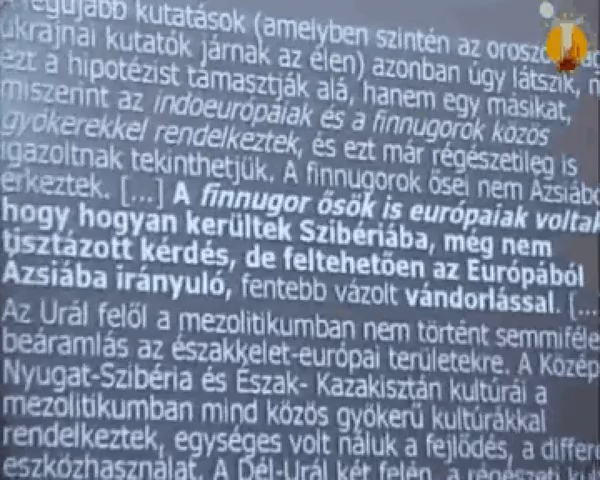 legújabb kutatások (amelyben szintén az orosz
ukrajnai kutatók járnak az élen) azonban úgy látszik, n
ezt a hipotézist támasztják alá, hanem egy másikat,
miszerint az indoeurópaiak és a finnugorok közös
gyökerekkel rendelkeztek, és ezt már régészetileg is
igazoltnak tekinthetjük. A finnugorok ősei nem Ázsiábó
érkeztek. [...] A finnugor ősök is európaiak voltak
hogy hogyan kerültek Szibériába, még nem
tisztázott kérdés, de feltehetően az Európából
Ázsiába irányuló, fentebb vázolt vándorlással. [...
Az Urál felől a mezolitikumban nem történt semmiféle
beáramlás az északkelet-európai területekre. A Közép
Nyugat-Szibéria és Észak- Kazakisztán kultúrái a
mezolitikumban mind közös gyökerű kultúrákkal
rendelkeztek, egységes volt náluk a fejlődés, a differe
eszközhasználat. A Dél-Urál két felén, a régészeti